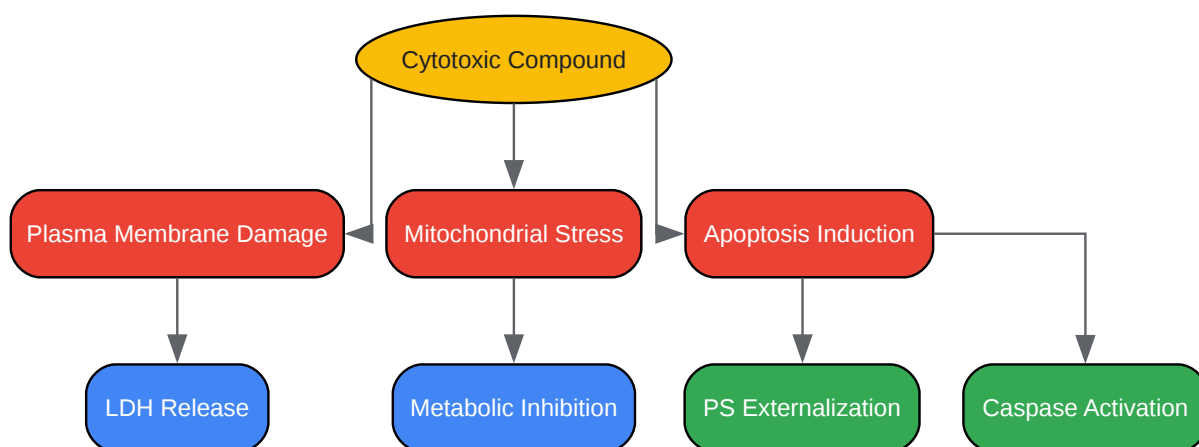 Cytotoxic Compound
Plasma Membrane Damage
Mitochondrial Stress
Apoptosis Induction
LDH Release
Metabolic Inhibition
PS Externalization
Caspase Activation